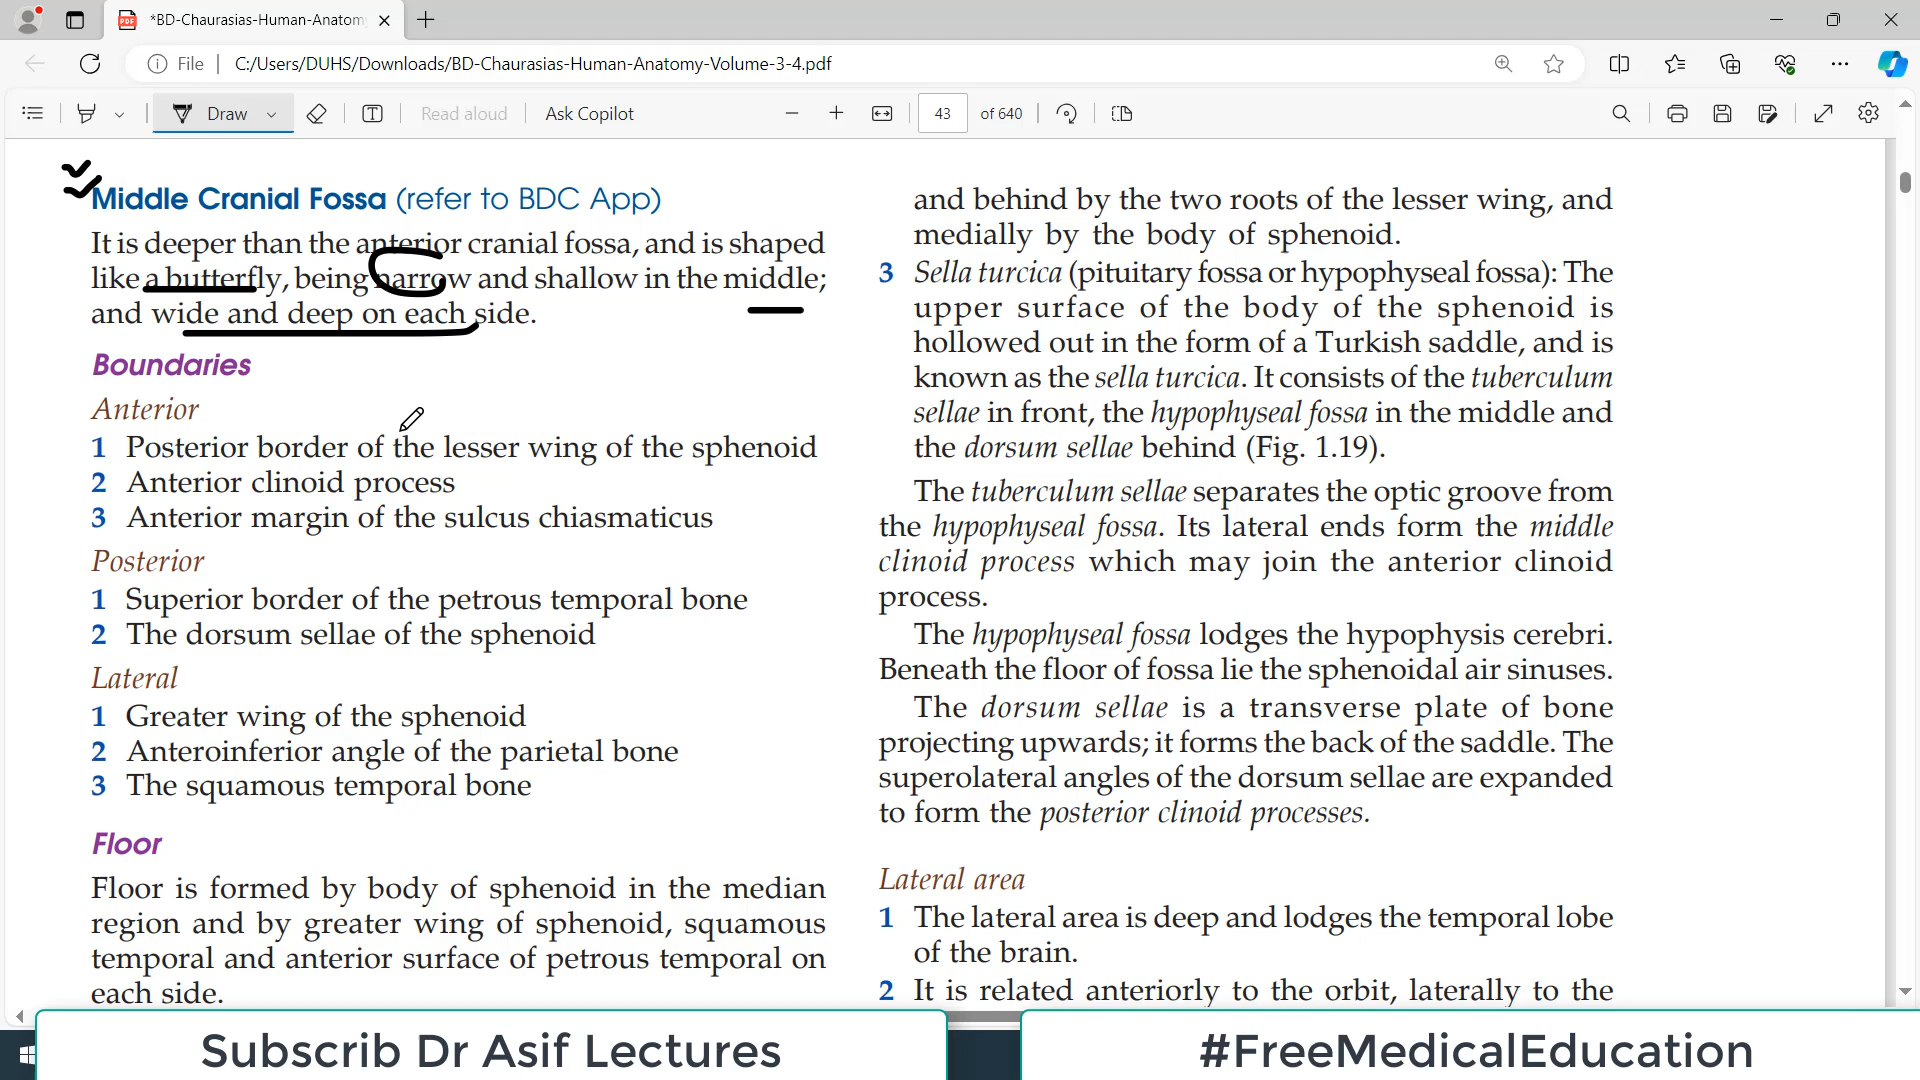 *BD-Chaurasias-Human-Anatom
File
C:/Users/DUHS/Downloads/BD-Chaurasias-Human-Anatomy-Volume-3-4.pdf
Draw
Read aloud
Ask Copilot
43
of 640
Middle Cranial Fossa (refer to BDC App)
It is deeper than the anterior cranial fossa, and is shaped
like a butterfly, being narrow and shallow in the middle;
and wide and deep on each side.
Boundaries
Anterior
1 Posterior border of the lesser wing of the sphenoid
2 Anterior clinoid process
3 Anterior margin of the sulcus chiasmaticus
Posterior
1 Superior border of the petrous temporal bone
2 The dorsum sellae of the sphenoid
Lateral
1 Greater wing of the sphenoid
2 Anteroinferior angle of the parietal bone
3 The squamous temporal bone
Floor
Floor is formed by body of sphenoid in the median
region and by greater wing of sphenoid, squamous
temporal and anterior surface of petrous temporal on
each side.
and behind by the two roots of the lesser wing, and
medially by the body of sphenoid.
3 Sella turcica (pituitary fossa or hypophyseal fossa): The
upper surface of the body of the sphenoid is
hollowed out in the form of a Turkish saddle, and is
known as the sella turcica. It consists of the tuberculum
sellae in front, the hypophyseal fossa in the middle and
the dorsum sellae behind (Fig. 1.19).
The tuberculum sellae separates the optic groove from
the hypophyseal fossa. Its lateral ends form the middle
clinoid process which may join the anterior clinoid
process.
The hypophyseal fossa lodges the hypophysis cerebri.
Beneath the floor of fossa lie the sphenoidal air sinuses.
The dorsum sellae is a transverse plate of bone
projecting upwards; it forms the back of the saddle. The
superolateral angles of the dorsum sellae are expanded
to form the posterior clinoid processes.
Lateral area
1 The lateral area is deep and lodges the temporal lobe
of the brain.
2 It is related anteriorly to the orbit, laterally to the
Subscrib Dr Asif Lectures
#FreeMedicalEducation